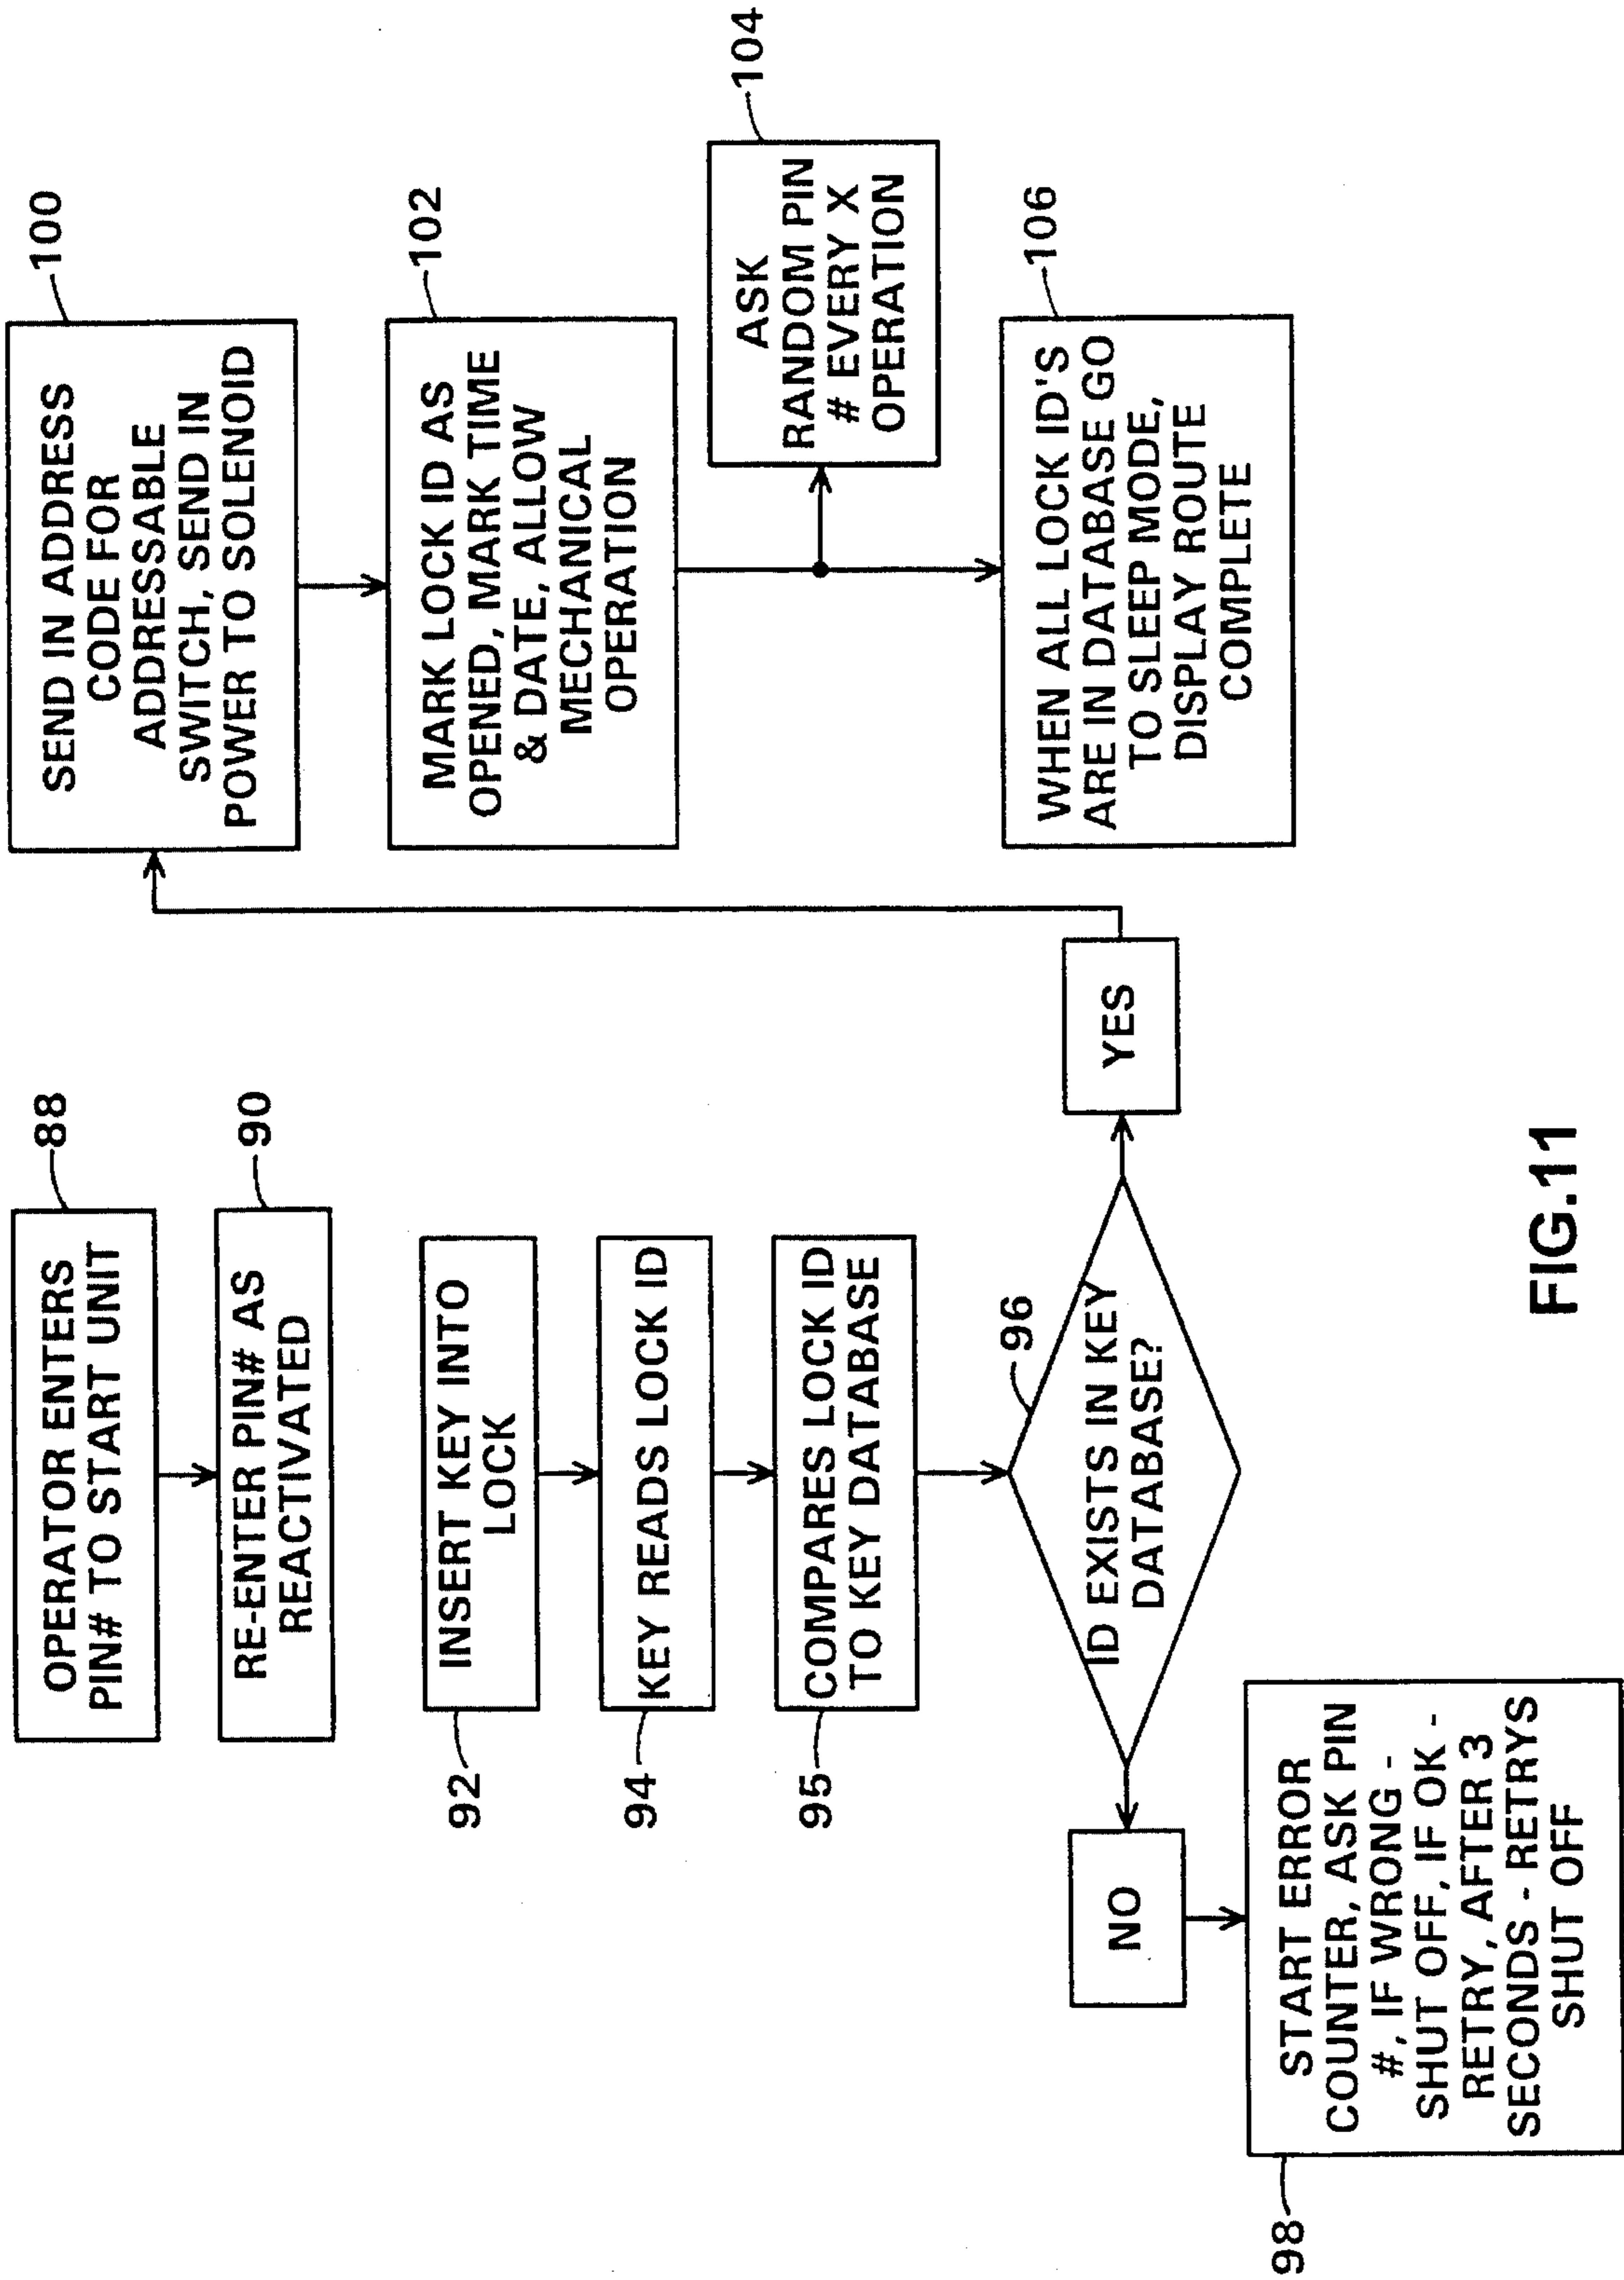 88
OPERATOR ENTERS
PIN# TO START UNIT
90
RE-ENTER PIN# AS
REACTIVATED
92
INSERT KEY INTO
LOCK
94
KEY READS LOCK ID
95
COMPARES LOCK ID
TO KEY DATABASE
96
ID EXISTS IN KEY
DATABASE?
NO
YES
98
START ERROR
COUNTER, ASK PIN
#, IF WRONG -
SHUT OFF, IF OK -
RETRY, AFTER 3
SECONDS - RETRYS
SHUT OFF
100
SEND IN ADDRESS
CODE FOR
ADDRESSABLE
SWITCH, SEND IN
POWER TO SOLENOID
102
MARK LOCK ID AS
OPENED, MARK TIME
& DATE, ALLOW
MECHANICAL
OPERATION
104
ASK
RANDOM PIN
# EVERY X
OPERATION
106
WHEN ALL LOCK ID'S
ARE IN DATABASE GO
TO SLEEP MODE,
DISPLAY ROUTE
COMPLETE
FIG.11